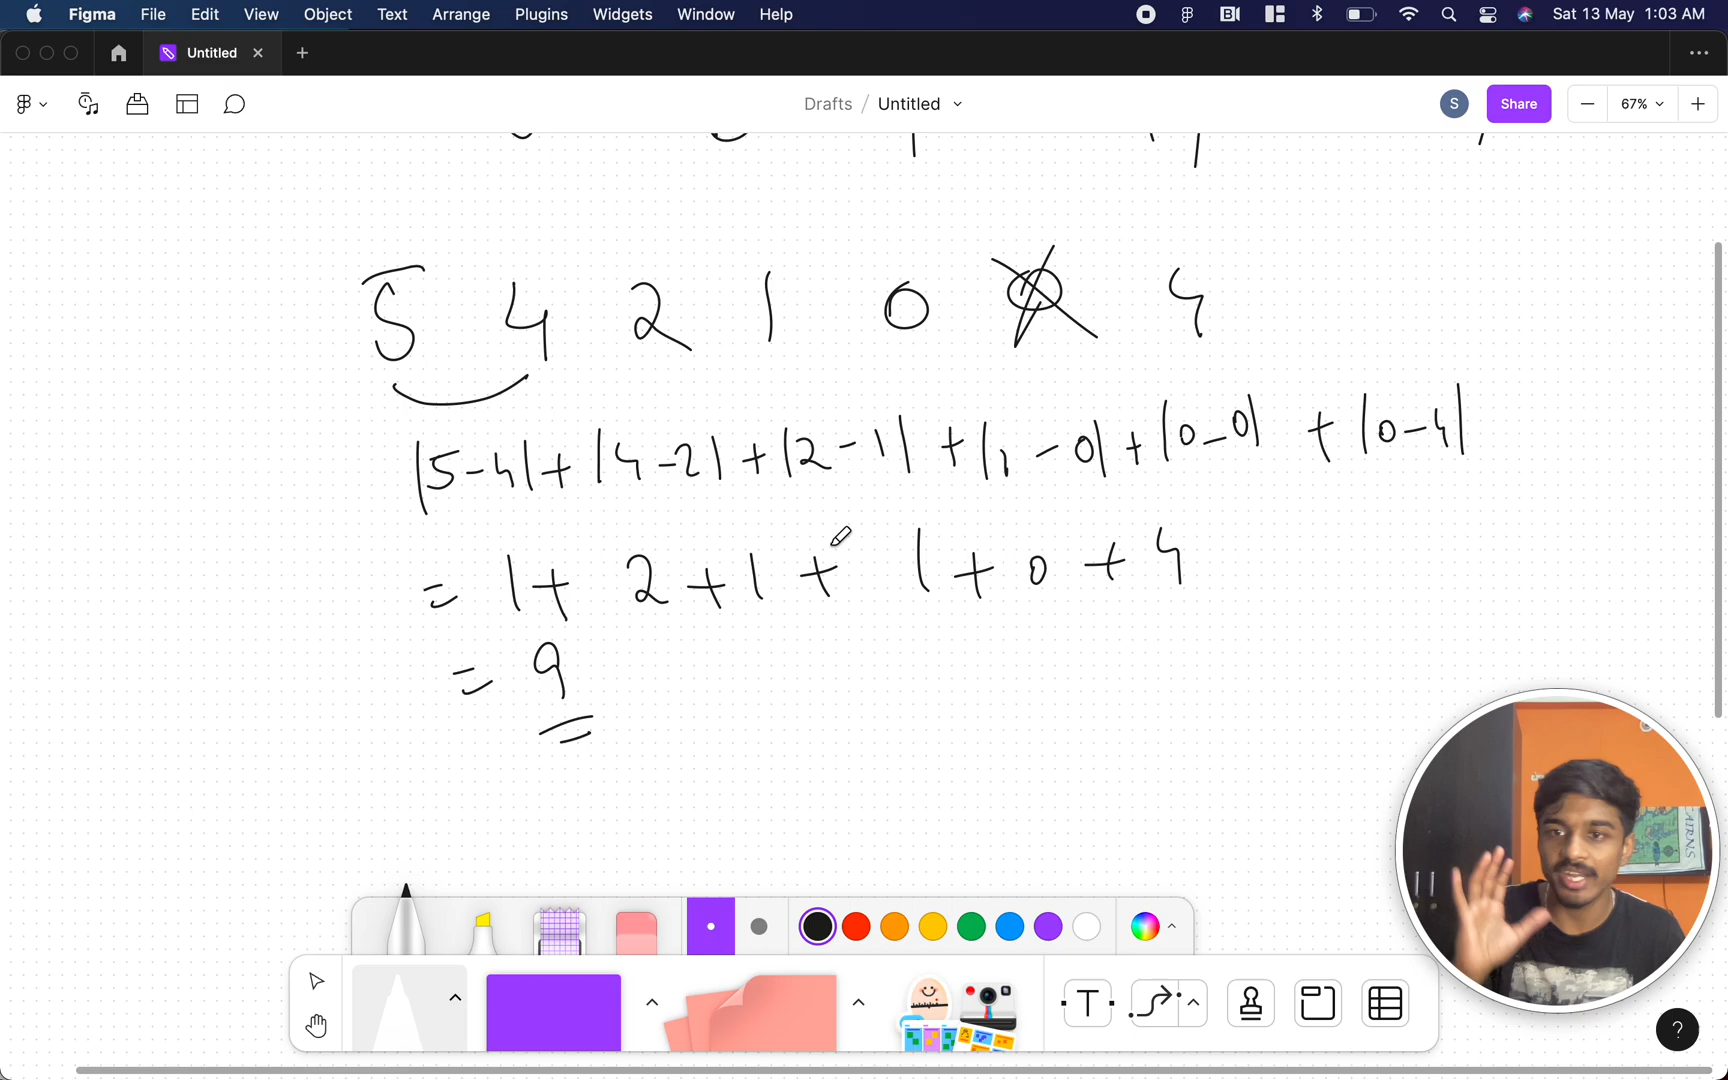 Figma File Edit View Object Text Arrange Plugins Widgets Window Help Sat 13 May 1:03 AM
Untitled
Drafts / Untitled S Share 67%
5 4 2 1 0 0 4
|5-4| + |4-2| + |2-1| + |1-0| + |0-0| + |0-4|
= 1 + 2 + 1 + 1 + 0 + 4
= 9
CAIRNS
T
?